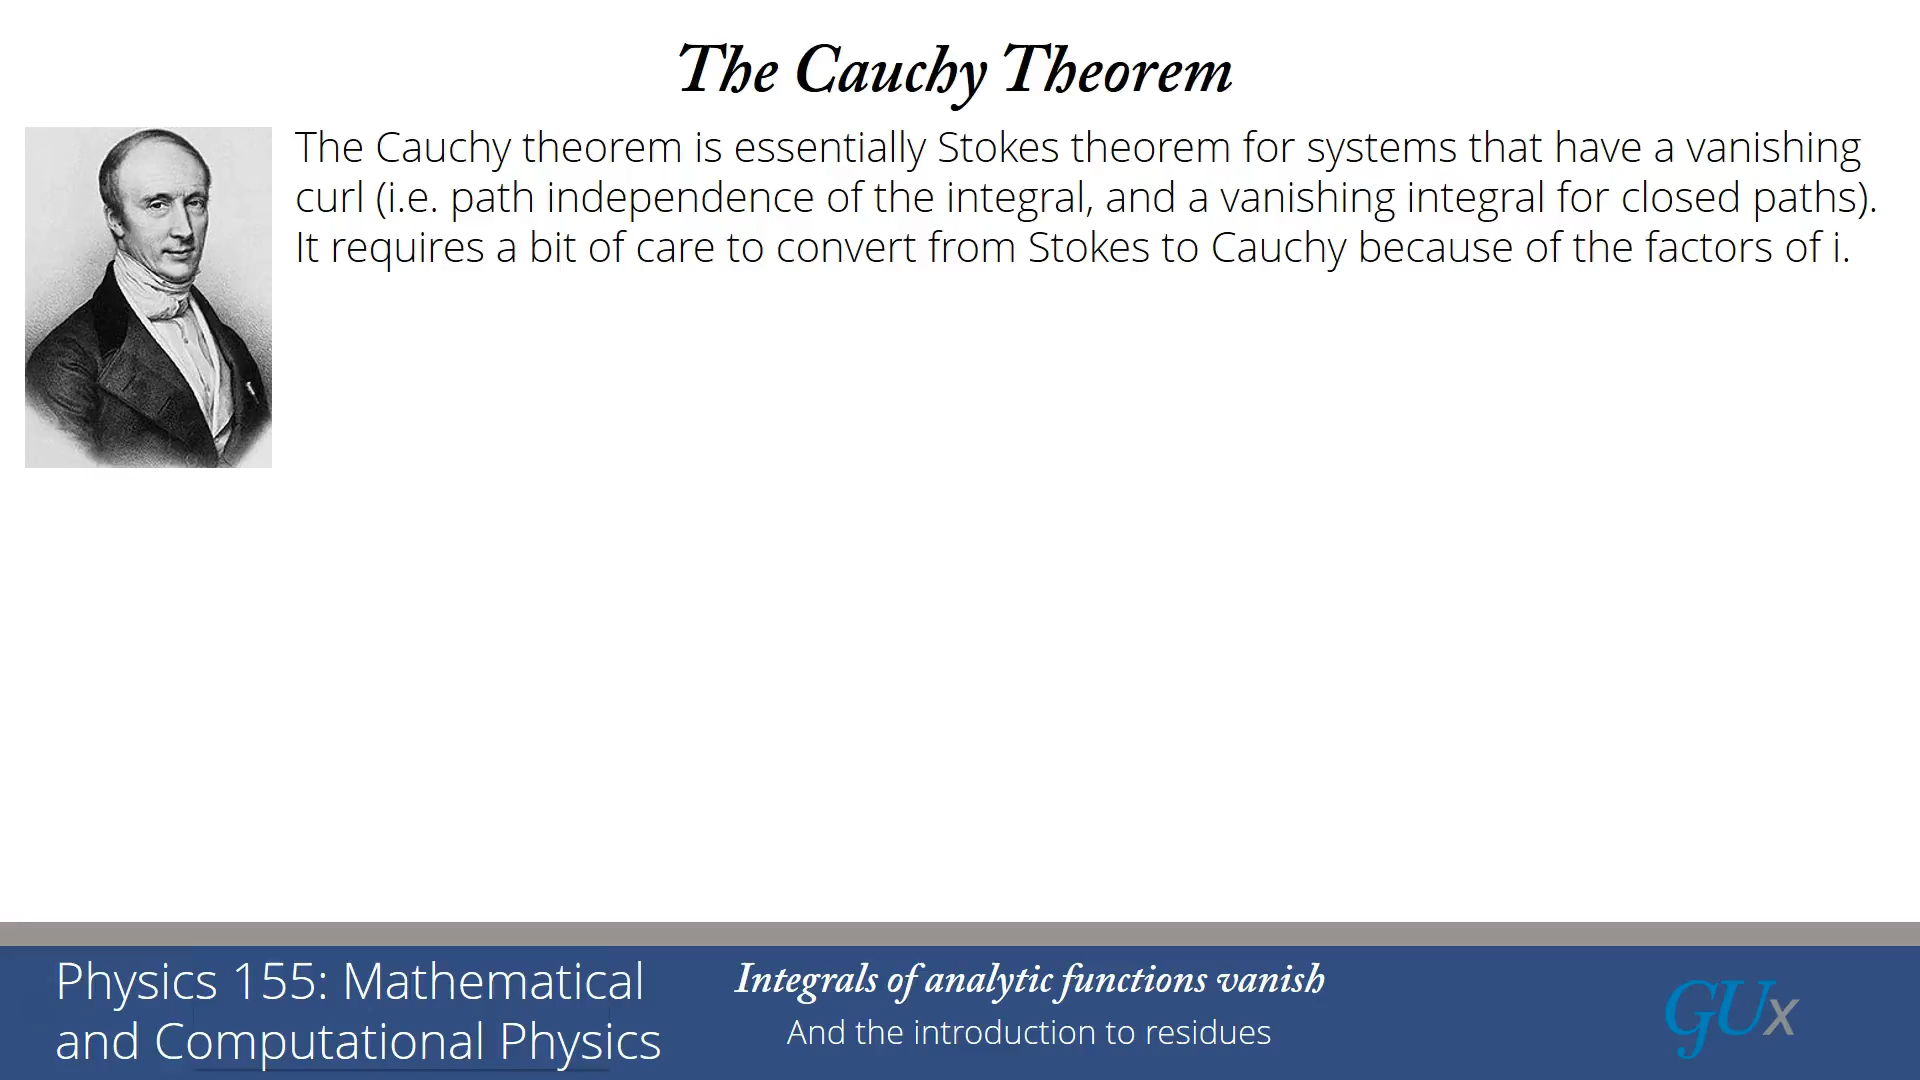 The Cauchy Theorem
The Cauchy theorem is essentially Stokes theorem for systems that have a vanishing
curl (i.e. path independence of the integral, and a vanishing integral for closed paths).
It requires a bit of care to convert from Stokes to Cauchy because of the factors of i.
Physics 155: Mathematical
and Computational Physics
Integrals of analytic functions vanish
And the introduction to residues
GUx